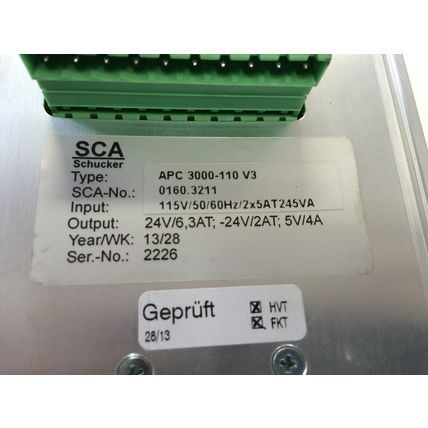 SCA
Schucker
Type: APC 3000-110 V3
SCA-No.: 0160.3211
Input: 115V/50/60Hz/2x5AT245VA
Output: 24V/6,3AT; -24V/2AT; 5V/4A
Year/WK: 13/28
Ser.-No.: 2226
Geprüft
HVT
FKT
28/13